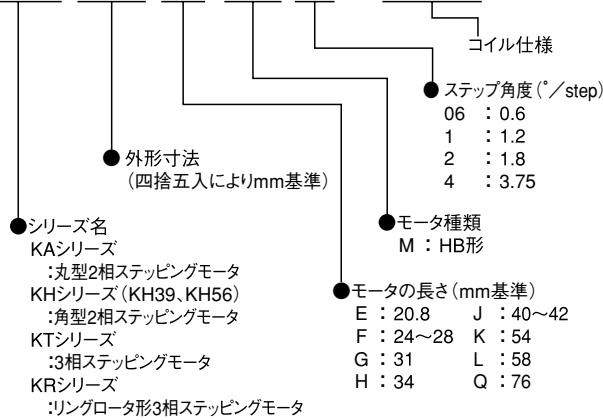 コイル仕様
●ステップ角度(°／step)
06 ：0.6
1 ：1.2
2 ：1.8
4 ：3.75
●外形寸法
(四捨五入によりmm基準)
●モータ種類
M ：HB形
●シリーズ名
KAシリーズ
：丸型2相ステッピングモータ
KHシリーズ(KH39、KH56)
：角型2相ステッピングモータ
KTシリーズ
：3相ステッピングモータ
KRシリーズ
：リングロータ形3相ステッピングモータ
●モータの長さ(mm基準)
E ：20.8 J ：40～42
F ：24～28 K ：54
G ：31 L ：58
H ：34 Q ：76